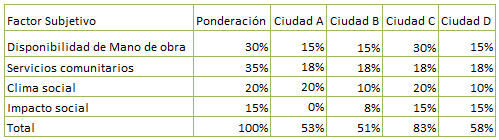 Factor Subjetivo Ponderación Ciudad A Ciudad B Ciudad C Ciudad D
Disponibilidad de Mano de obra 30% 15% 15% 30% 15%
Servicios comunitarios 35% 18% 18% 18% 18%
Clima social 20% 20% 10% 20% 10%
Impacto social 15% 0% 8% 15% 15%
Total 100% 53% 51% 83% 58%